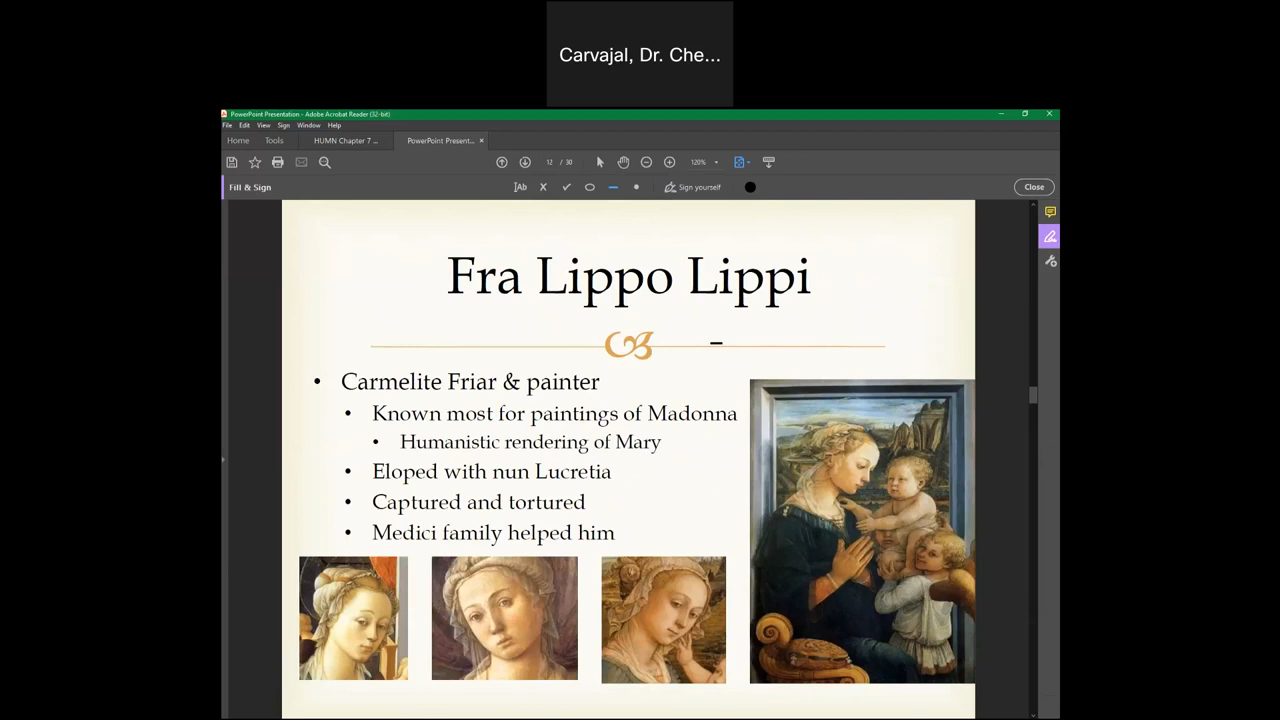 Carvajal, Dr. Che...
PowerPoint Presentation - Adobe Acrobat Reader (32-bit)
File Edit View Sign Window Help
Home Tools HUMN Chapter 7 ... PowerPoint Present... ×
12 / 30 120%
Fill & Sign Ab Sign yourself Close
Fra Lippo Lippi
• Carmelite Friar & painter
• Known most for paintings of Madonna
• Humanistic rendering of Mary
• Eloped with nun Lucretia
• Captured and tortured
• Medici family helped him